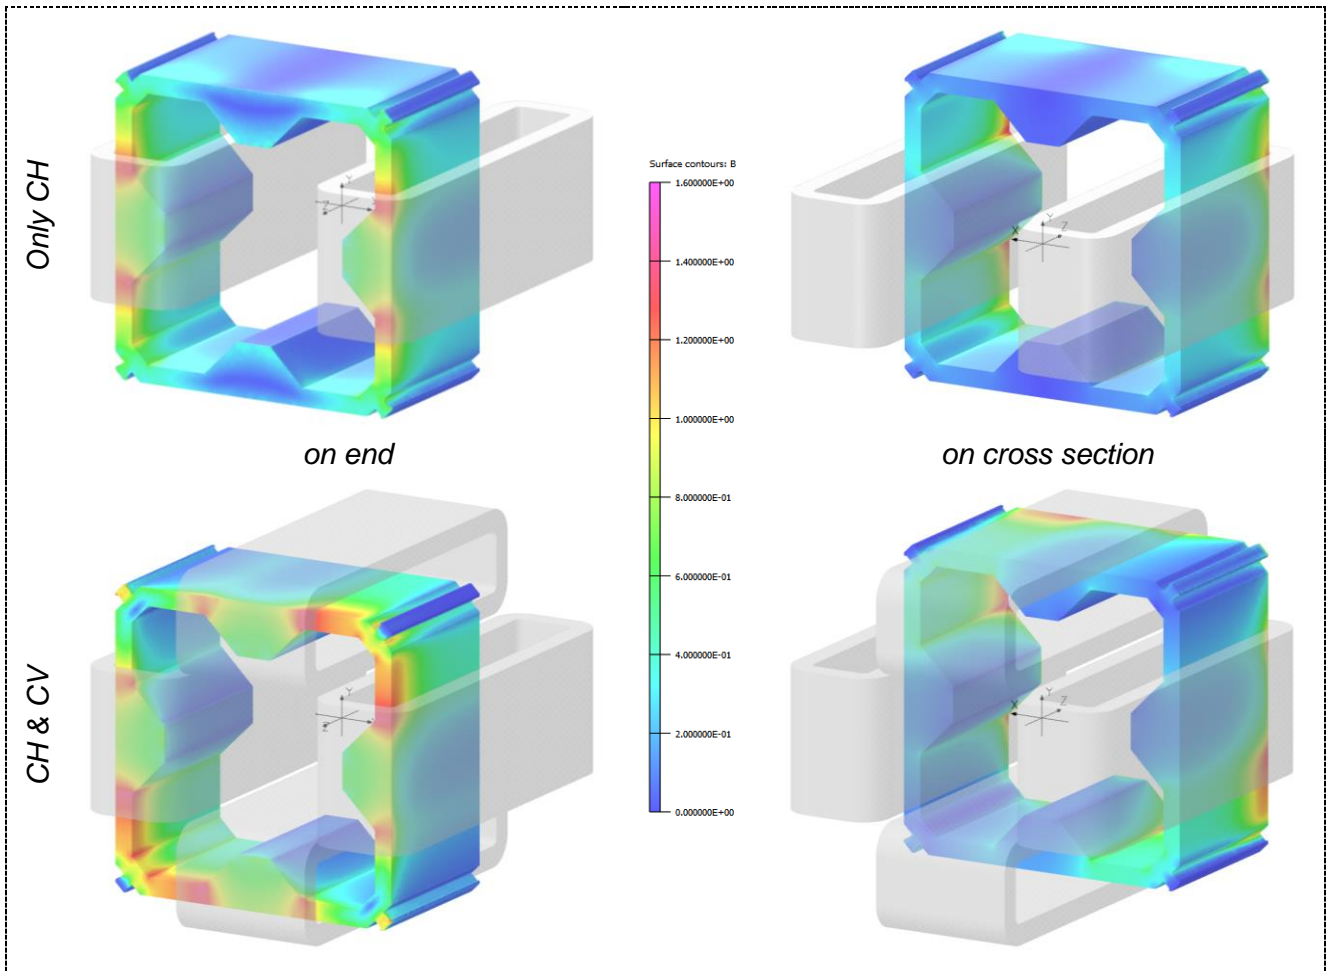 Only CH
Surface contours: B
1.600000E+00
1.400000E+00
1.200000E+00
1.000000E+00
8.000000E-01
6.000000E-01
4.000000E-01
2.000000E-01
0.000000E+00
Y
Z
Y
X
Z
on end
on cross section
CH & CV
Y
Z
Y
X
Z